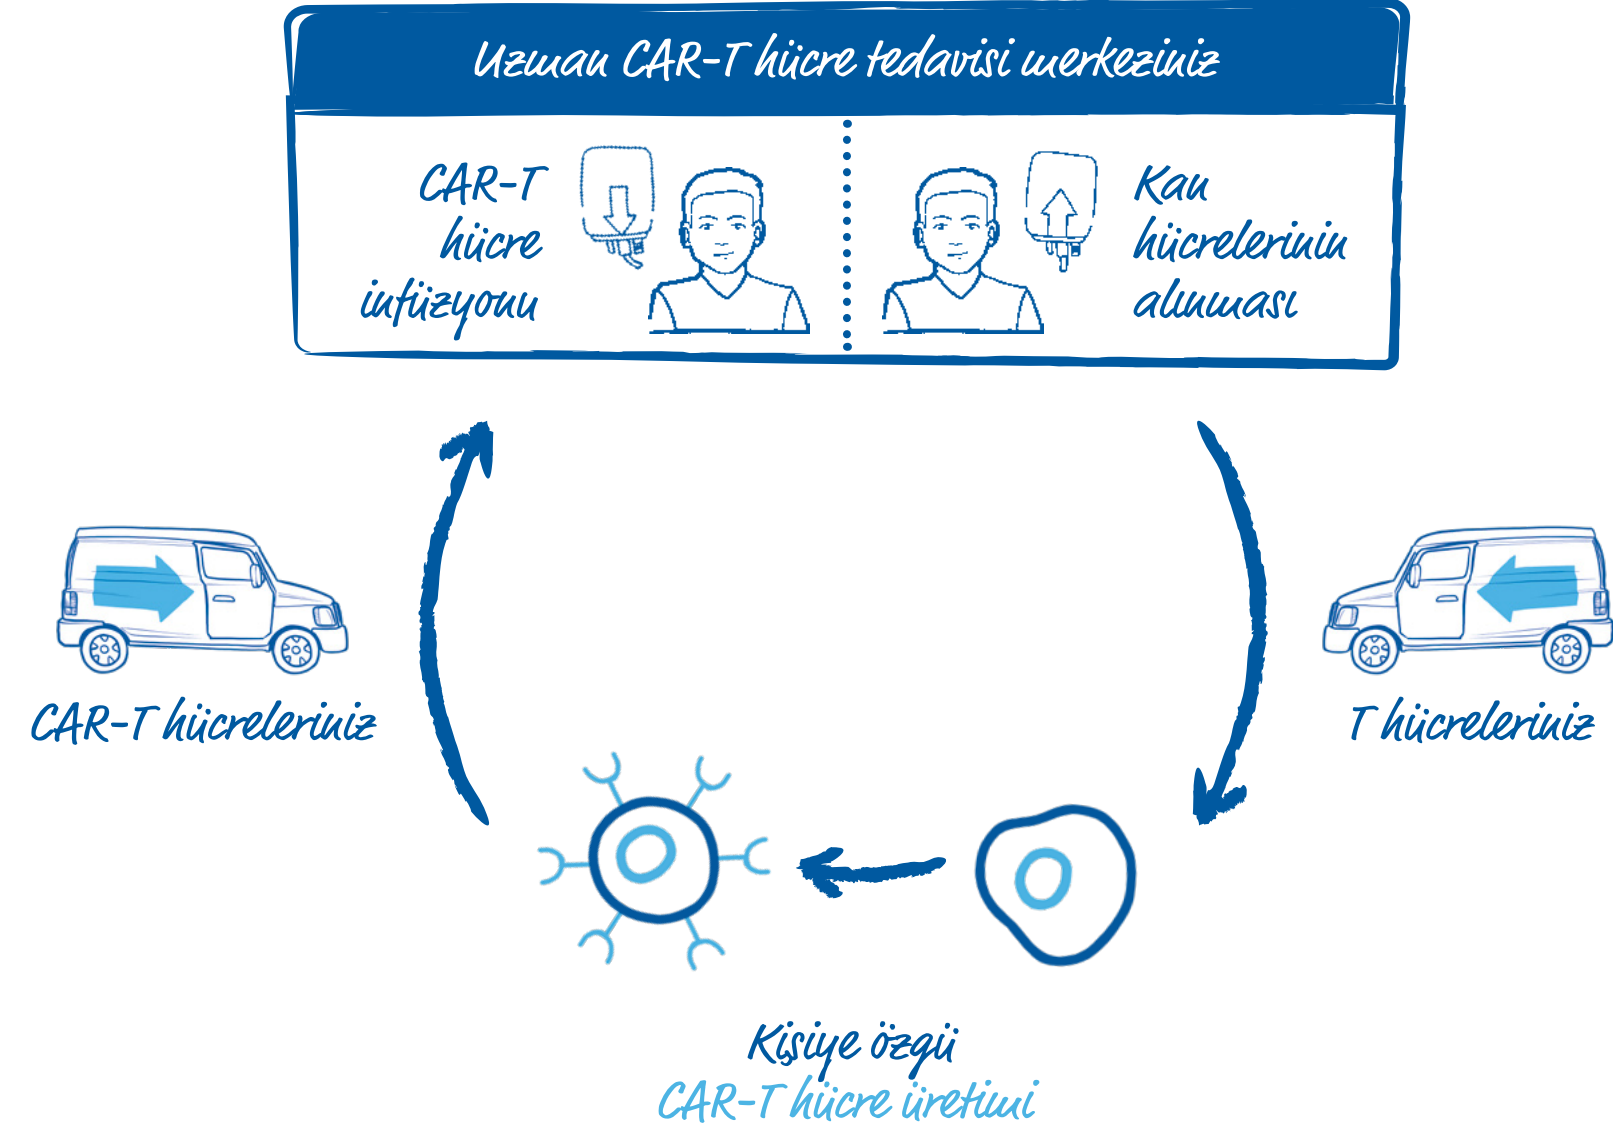 Uzman CAR-T hücre tedavisi merkeziniz
CAR-T
hücre
infüzyonu
Kan
hücrelerinin
alınması
CAR-T hücreleriniz
T hücreleriniz
Kişiye özgü
CAR-T hücre üretimi